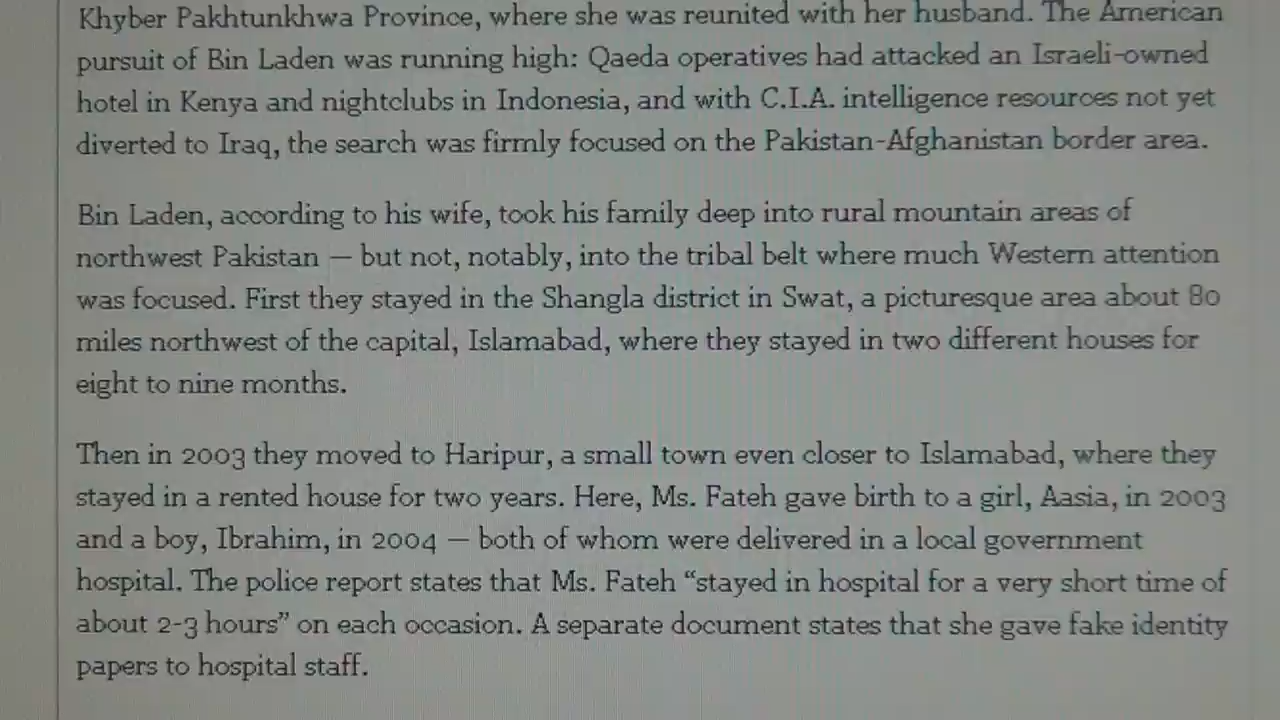 Khyber Pakhtunkhwa Province, where she was reunited with her husband. The American
pursuit of Bin Laden was running high: Qaeda operatives had attacked an Israeli-owned
hotel in Kenya and nightclubs in Indonesia, and with C.I.A. intelligence resources not yet
diverted to Iraq, the search was firmly focused on the Pakistan-Afghanistan border area.
Bin Laden, according to his wife, took his family deep into rural mountain areas of
northwest Pakistan — but not, notably, into the tribal belt where much Western attention
was focused. First they stayed in the Shangla district in Swat, a picturesque area about 80
miles northwest of the capital, Islamabad, where they stayed in two different houses for
eight to nine months.
Then in 2003 they moved to Haripur, a small town even closer to Islamabad, where they
stayed in a rented house for two years. Here, Ms. Fateh gave birth to a girl, Aasia, in 2003
and a boy, Ibrahim, in 2004 — both of whom were delivered in a local government
hospital. The police report states that Ms. Fateh “stayed in hospital for a very short time of
about 2-3 hours” on each occasion. A separate document states that she gave fake identity
papers to hospital staff.